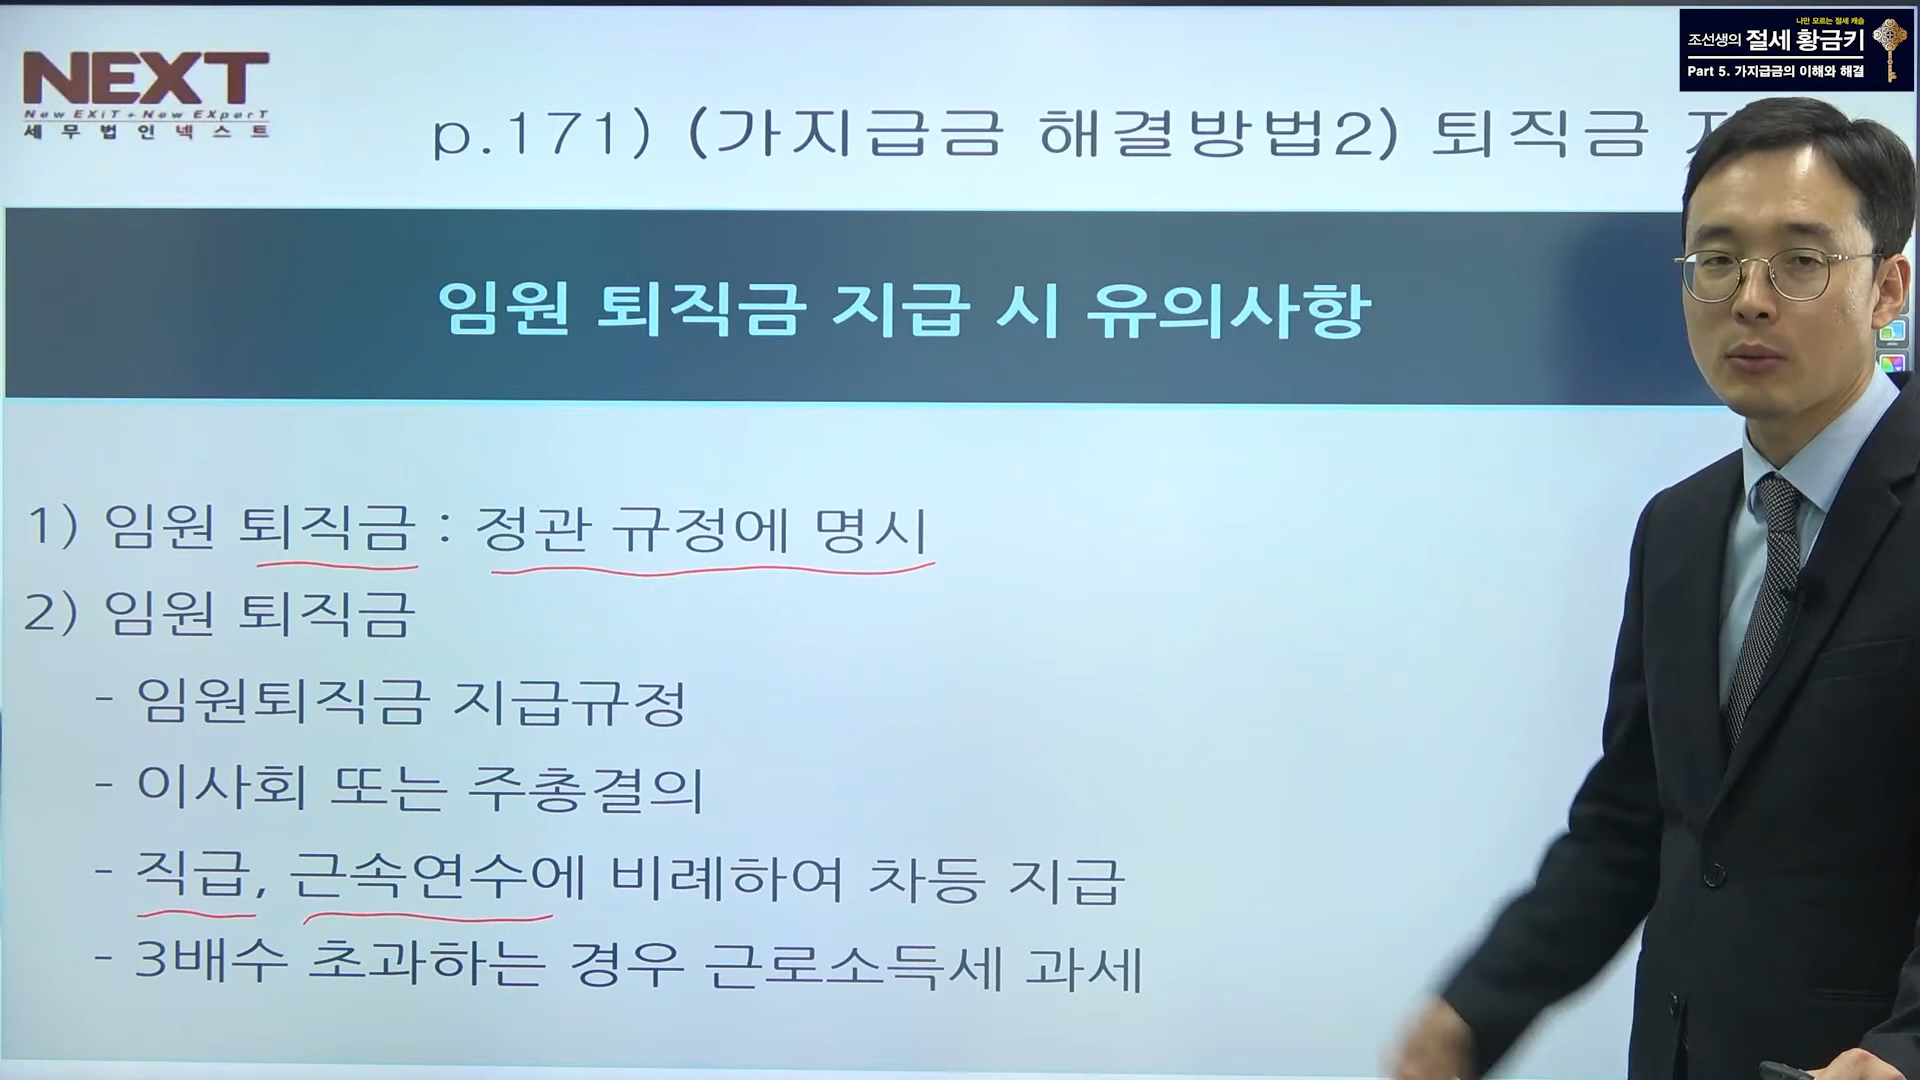 나만 모르는 절세 캐슬
조선생의 절세 황금키
Part 5. 가지급금의 이해와 해결
NEXT
New EXiT + New EXperT
세무법인넥스트
p.171) (가지급금 해결방법2) 퇴직금
임원 퇴직금 지급 시 유의사항
1) 임원 퇴직금 : 정관 규정에 명시
2) 임원 퇴직금
- 임원퇴직금 지급규정
- 이사회 또는 주총결의
- 직급, 근속연수에 비례하여 차등 지급
- 3배수 초과하는 경우 근로소득세 과세